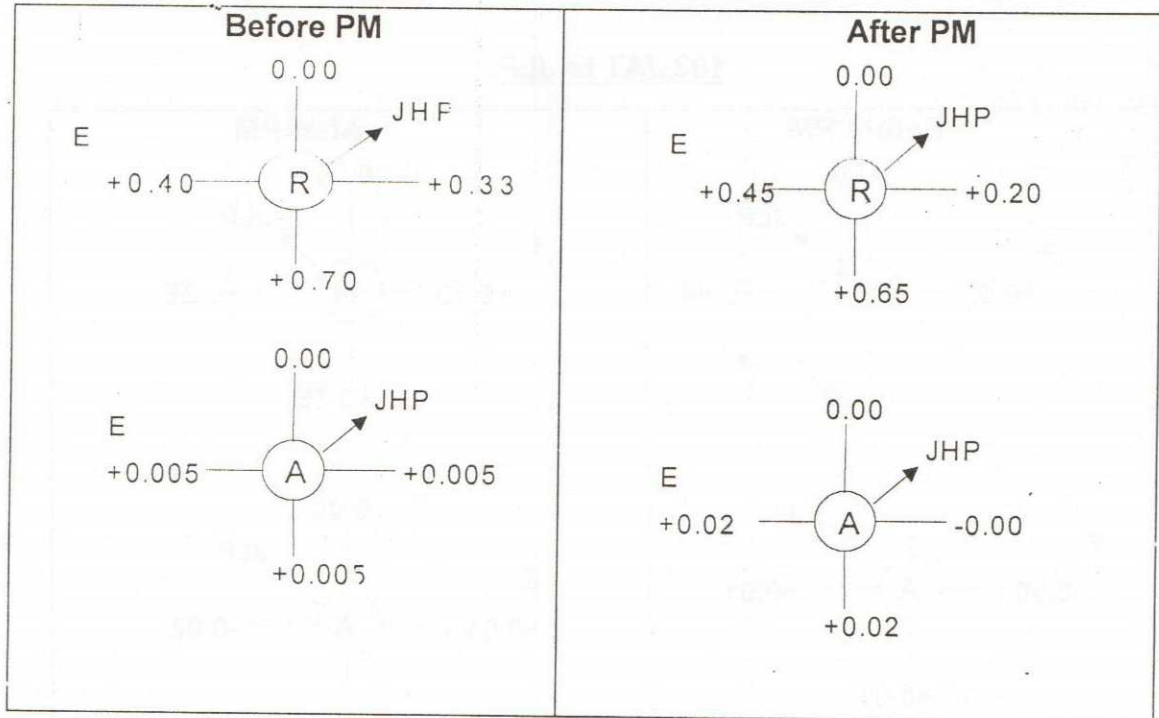 Before PM
0.00
JHF
E
+0.40 R +0.33
+0.70
0.00
JHP
E
+0.005 A +0.005
+0.005
After PM
0.00
JHP
E
+0.45 R +0.20
+0.65
0.00
JHP
E
+0.02 A -0.00
+0.02